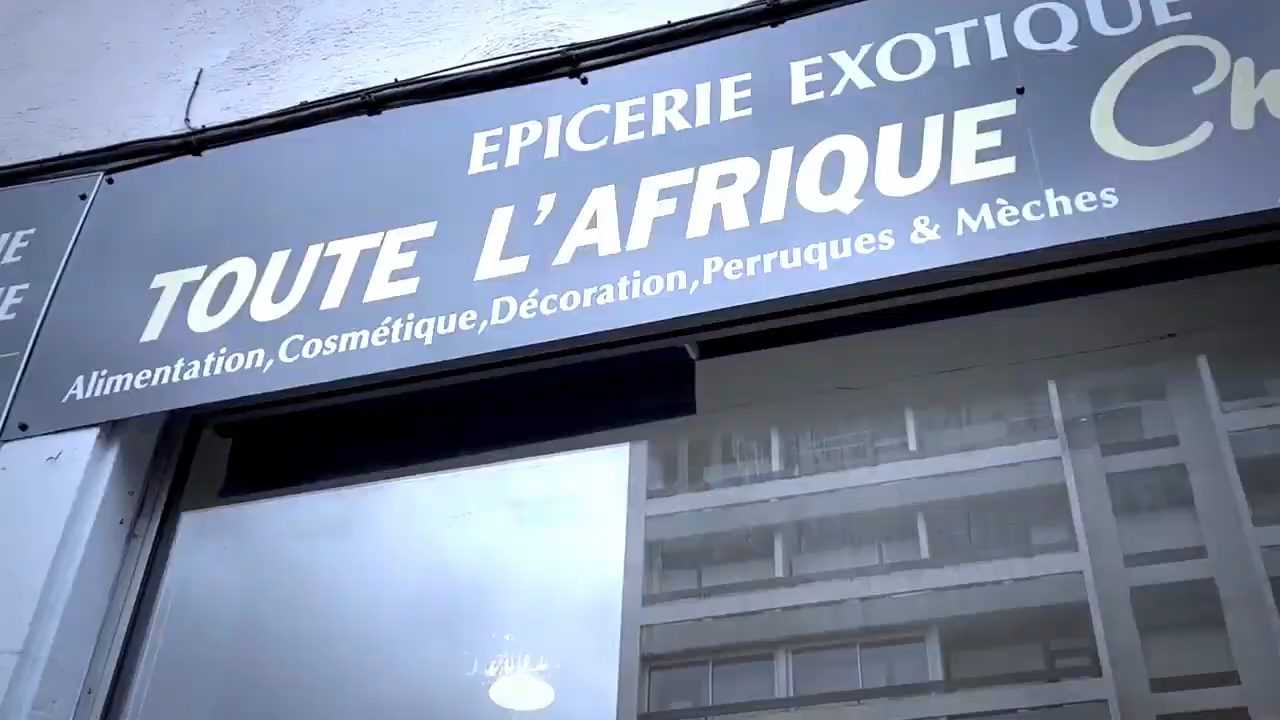 EPICERIE EXOTIQUE
TOUTE L'AFRIQUE
Alimentation,Cosmétique,Décoration,Perruques & Mèches